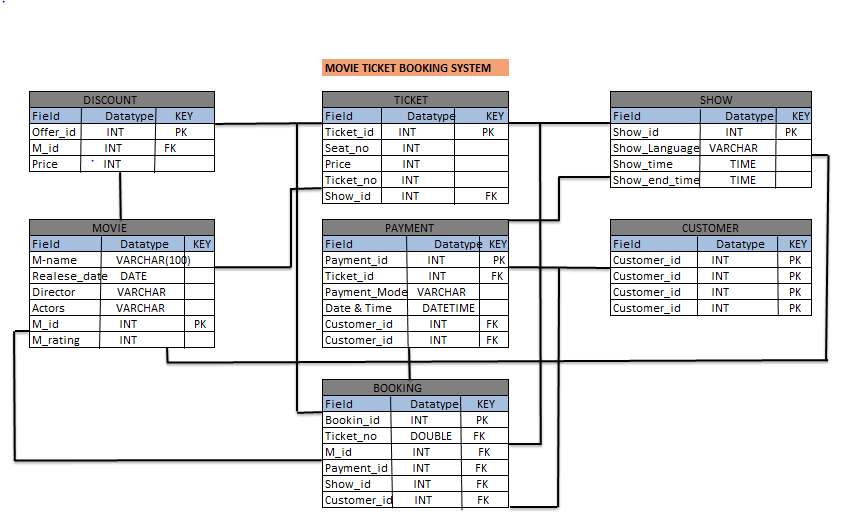 MOVIE TICKET BOOKING SYSTEM
DISCOUNT
Field Datatype KEY
Offer_id INT PK
M_id INT FK
Price INT
TICKET
Field Datatype KEY
Ticket_id INT PK
Seat_no INT
Price INT
Ticket_no INT
Show_id INT FK
SHOW
Field Datatype KEY
Show_id INT PK
Show_Language VARCHAR
Show_time TIME
Show_end_time TIME
MOVIE
Field Datatype KEY
M-name VARCHAR(100)
Realese_date DATE
Director VARCHAR
Actors VARCHAR
M_id INT PK
M_rating INT
PAYMENT
Field Datatype KEY
Payment_id INT PK
Ticket_id INT FK
Payment_Mode VARCHAR
Date & Time DATETIME
Customer_id INT FK
Customer_id INT FK
CUSTOMER
Field Datatype KEY
Customer_id INT PK
Customer_id INT PK
Customer_id INT PK
Customer_id INT PK
BOOKING
Field Datatype KEY
Bookin_id INT PK
Ticket_no DOUBLE FK
M_id INT FK
Payment_id INT FK
Show_id INT FK
Customer_id INT FK